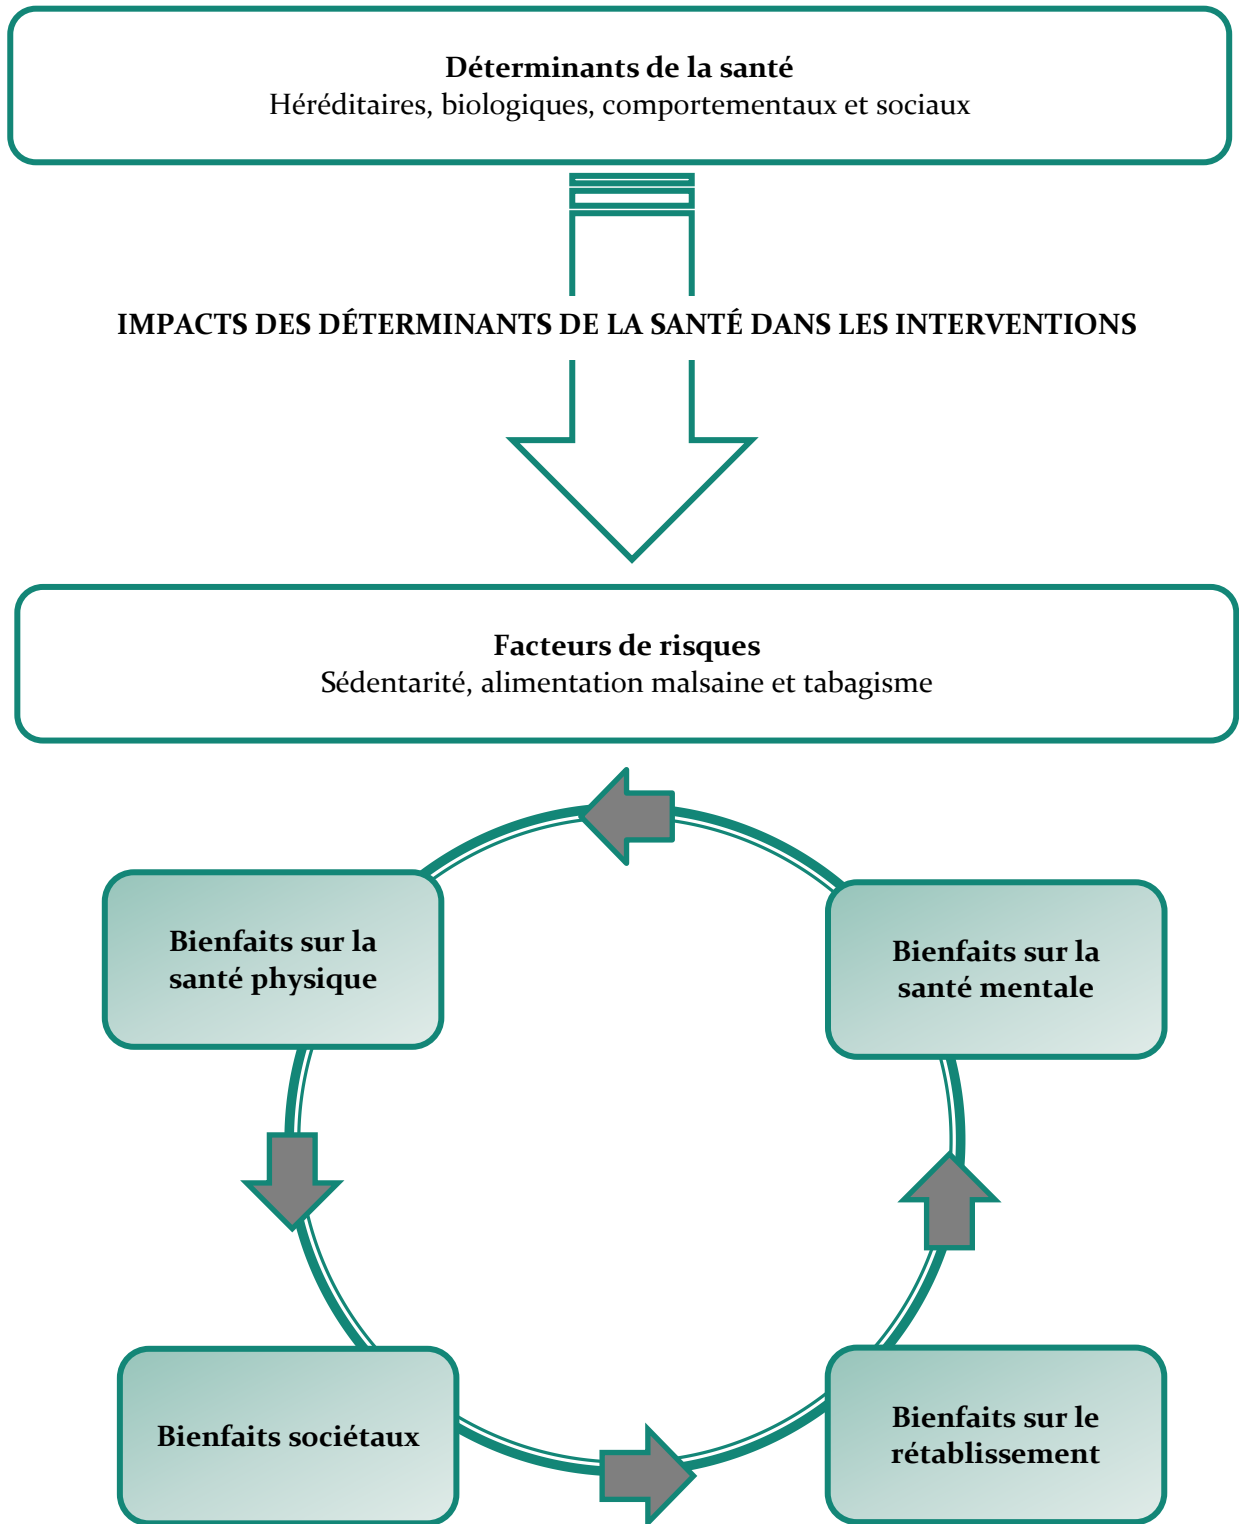 Déterminants de la santé
Héréditaires, biologiques, comportementaux et sociaux
IMPACTS DES DÉTERMINANTS DE LA SANTÉ DANS LES INTERVENTIONS
Facteurs de risques
Sédentarité, alimentation malsaine et tabagisme
Bienfaits sur la
santé physique
Bienfaits sur la
santé mentale
Bienfaits sociétaux
Bienfaits sur le
rétablissement